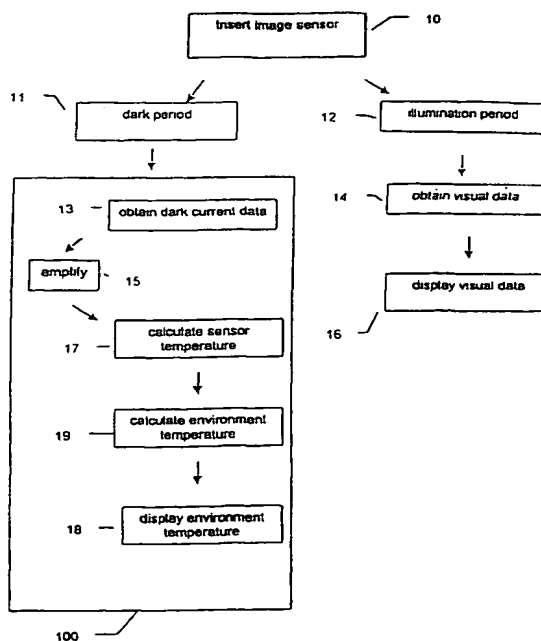 Insert image sensor
10
11
dark period
12
illumination period
13
obtain dark current data
14
obtain visual data
amplify
15
display visual data
16
17
calculate sensor
temperature
19
calculate environment
temperature
18
display environment
temperature
100